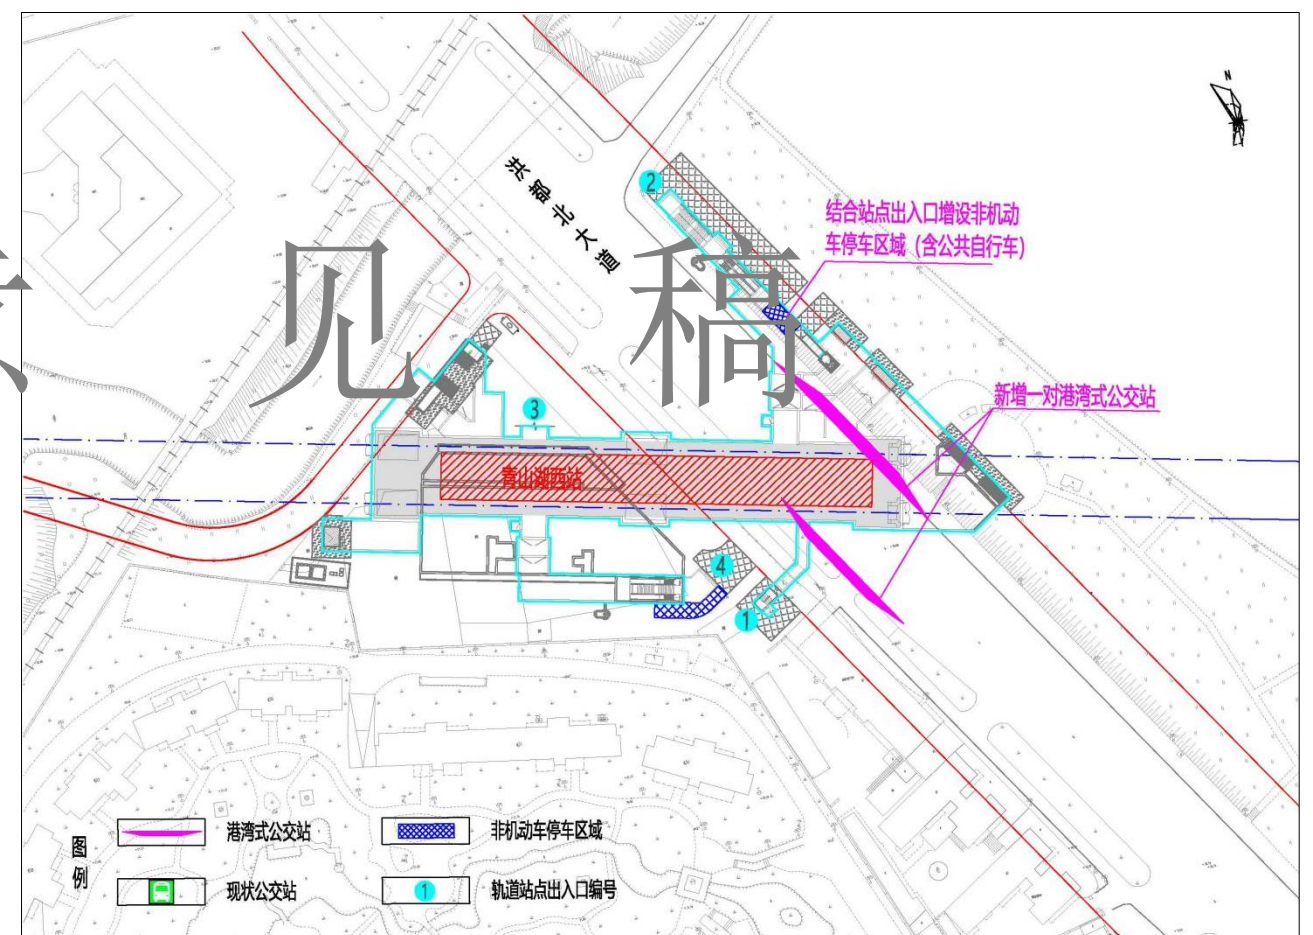 N
洪都北大道
2
结合站点出入口增设非机动
车停车区域（含公共自行车）
见稿
新增一对港湾式公交站
3
青山湖西站
4
1
图例
港湾式公交站
非机动车停车区域
现状公交站
1
轨道站点出入口编号